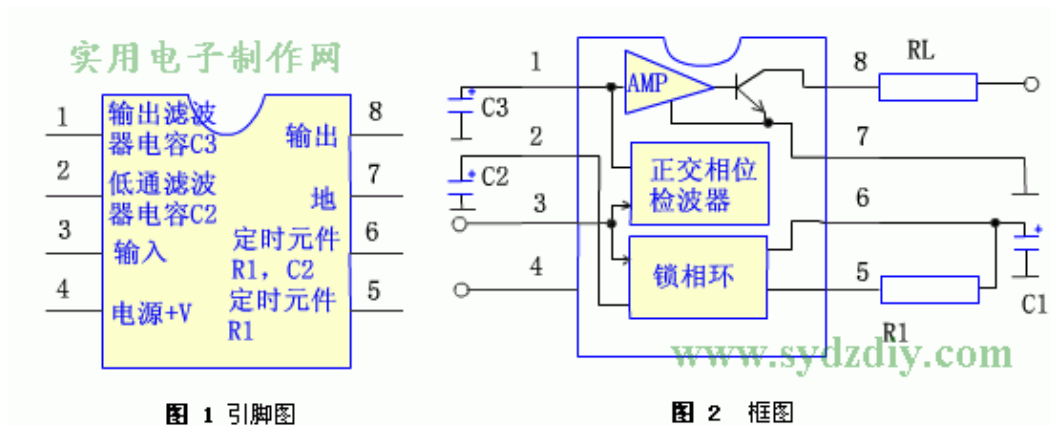 实用电子制作网
1
2
3
4
输出滤波
器电容C3
低通滤波
器电容C2
输入
电源+V
输出
地
定时元件
R1，C2
定时元件
R1
8
7
6
5
图 1 引脚图
1
2
3
4
C3
C2
AMP
正交相位
检波器
锁相环
8
7
6
5
RL
R1
C1
www.sydzdiy.com
图 2 框图